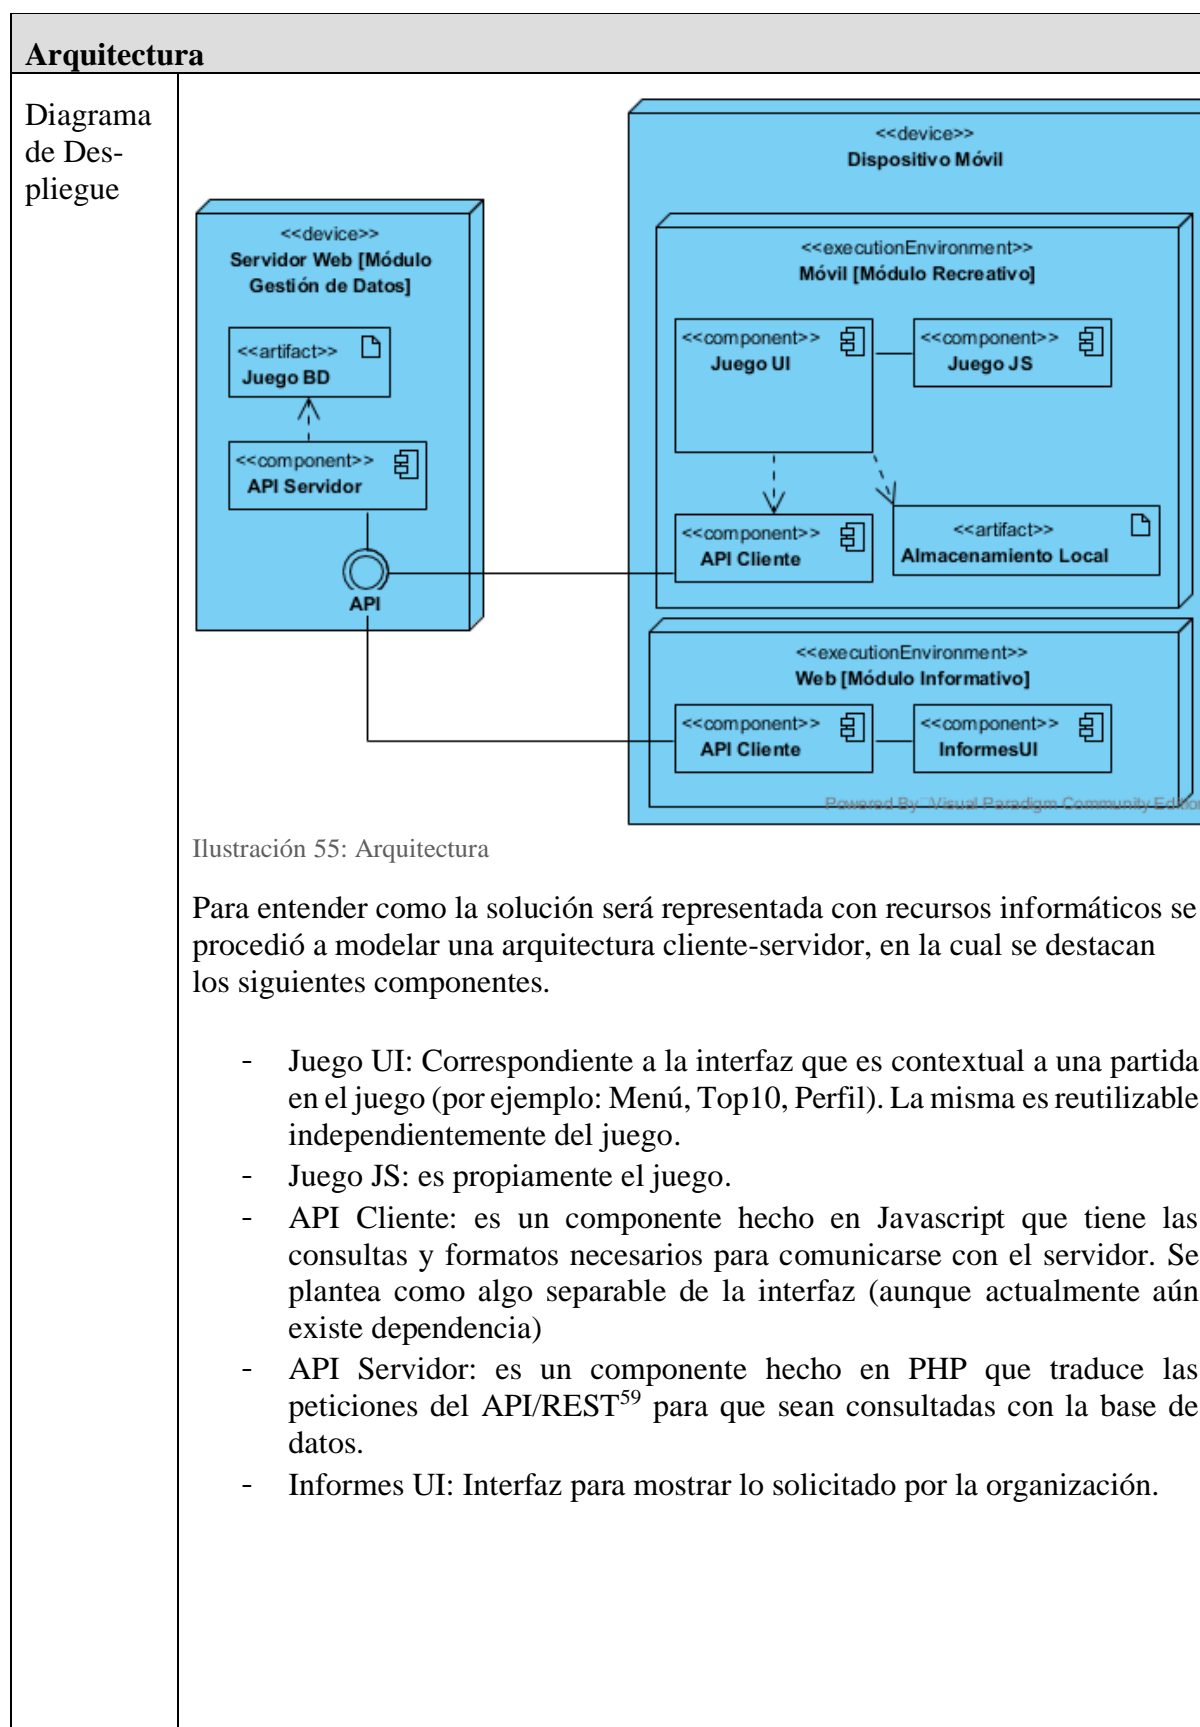 Arquitectura
Diagrama
de Des-
pliegue
<<device>>
Servidor Web [Módulo
Gestión de Datos]
<<artifact>>
Juego BD
<<component>>
API Servidor
API
<<device>>
Dispositivo Móvil
<<executionEnvironment>>
Móvil [Módulo Recreativo]
<<component>>
Juego UI
<<component>>
Juego JS
<<component>>
API Cliente
<<artifact>>
Almacenamiento Local
<<executionEnvironment>>
Web [Módulo Informativo]
<<component>>
API Cliente
<<component>>
InformesUI
Powered By Visual Paradigm Community Edition
Ilustración 55: Arquitectura
Para entender como la solución será representada con recursos informáticos se
procedió a modelar una arquitectura cliente-servidor, en la cual se destacan
los siguientes componentes.
- Juego UI: Correspondiente a la interfaz que es contextual a una partida
en el juego (por ejemplo: Menú, Top10, Perfil). La misma es reutilizable
independientemente del juego.
- Juego JS: es propiamente el juego.
- API Cliente: es un componente hecho en Javascript que tiene las
consultas y formatos necesarios para comunicarse con el servidor. Se
plantea como algo separable de la interfaz (aunque actualmente aún
existe dependencia)
- API Servidor: es un componente hecho en PHP que traduce las
peticiones del API/REST59 para que sean consultadas con la base de
datos.
- Informes UI: Interfaz para mostrar lo solicitado por la organización.